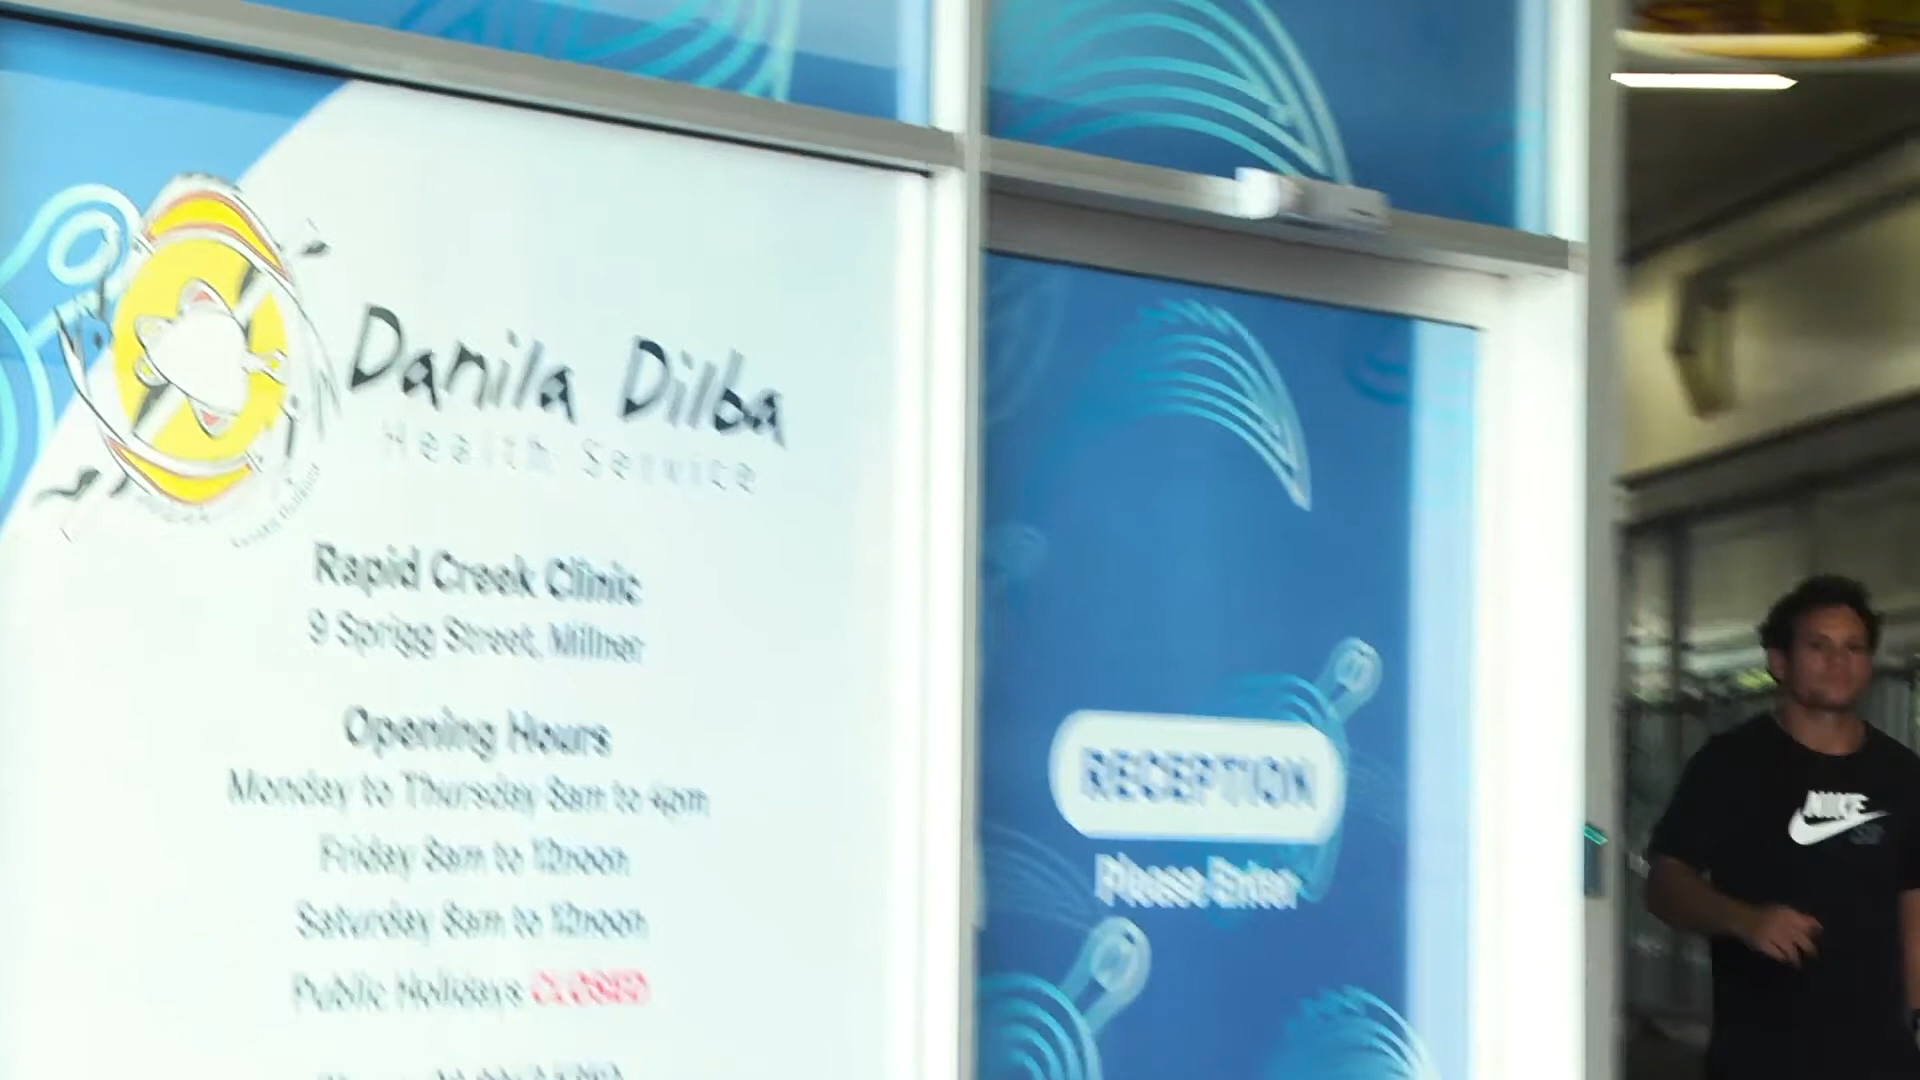 Danila Dilba
Health Service
Rapid Creek Clinic
9 Sprigg Street, Millner
Opening Hours
Monday to Thursday 8am to 4pm
Friday 8am to 12noon
Saturday 8am to 12noon
Public Holidays CLOSED
RECEPTION
Please Enter
NIKE